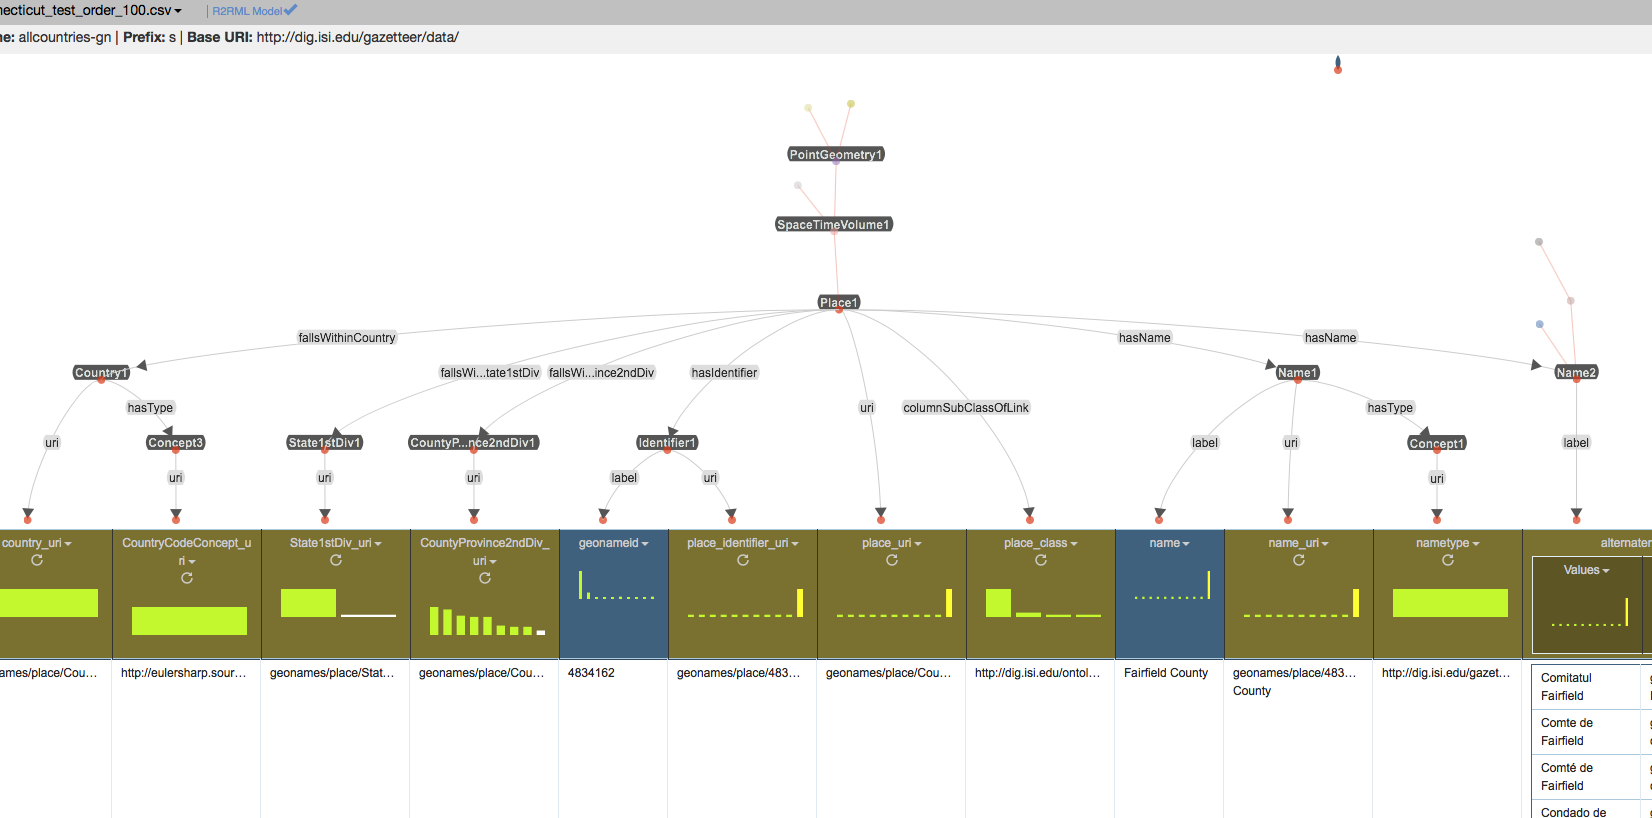 necticut_test_order_100.csv
R2RML Model
ne: allcountries-gn | Prefix: s | Base URI: http://dig.isi.edu/gazetteer/data/
PointGeometry1
SpaceTimeVolume1
Place1
fallsWithinCountry
hasName
hasName
Country1
fallsWi...tate1stDiv
fallsWi...ince2ndDiv
hasIdentifier
Name1
Name2
hasType
uri
columnSubClassOfLink
hasType
uri
Concept3
State1stDiv1
CountyP...nce2ndDiv1
Identifier1
label
uri
Concept1
label
uri
uri
uri
label
uri
uri
country_uri
CountryCodeConcept_u
ri
State1stDiv_uri
CountyProvince2ndDiv_
uri
geonameid
place_identifier_uri
place_uri
place_class
name
name_uri
nametype
alternater
Values
ames/place/Cou...
http://eulersharp.sour...
geonames/place/Stat...
geonames/place/Cou...
4834162
geonames/place/483...
geonames/place/Cou...
http://dig.isi.edu/ontol...
Fairfield County
geonames/place/483...
County
http://dig.isi.edu/gazet...
Comitatul
Fairfield
Comte de
Fairfield
Comté de
Fairfield
Condado de